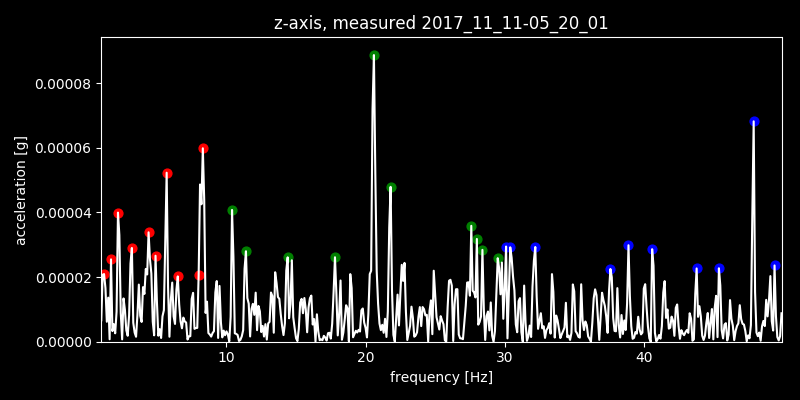 z-axis, measured 2017_11_11-05_20_01
acceleration [g]
0.00008
0.00006
0.00004
0.00002
0.00000
10 20 30 40
frequency [Hz]